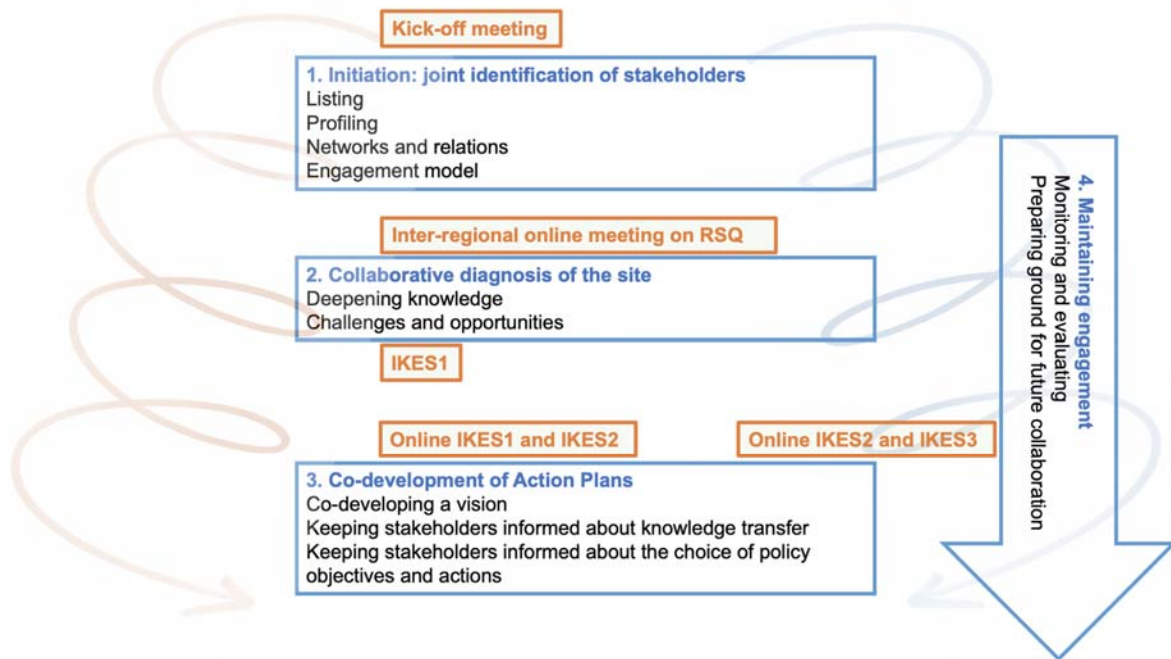 Kick-off meeting
1. Initiation: joint identification of stakeholders
Listing
Profiling
Networks and relations
Engagement model
Inter-regional online meeting on RSQ
2. Collaborative diagnosis of the site
Deepening knowledge
Challenges and opportunities
IKES1
Online IKES1 and IKES2
Online IKES2 and IKES3
3. Co-development of Action Plans
Co-developing a vision
Keeping stakeholders informed about knowledge transfer
Keeping stakeholders informed about the choice of policy
objectives and actions
4. Maintaining engagement
Monitoring and evaluating
Preparing ground for future collaboration